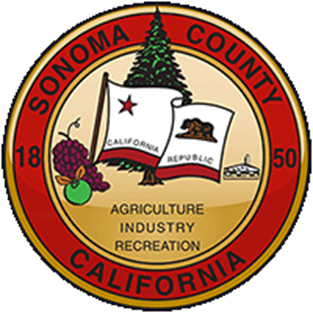 SONOMA COUNTY
18 50
CALIFORNIA
REPUBLIC
AGRICULTURE
INDUSTRY
RECREATION
CALIFORNIA